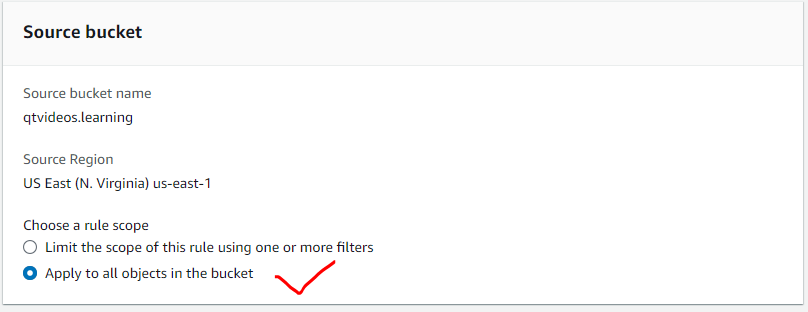 Source bucket
Source bucket name
qtvideos.learning
Source Region
US East (N. Virginia) us-east-1
Choose a rule scope
Limit the scope of this rule using one or more filters
Apply to all objects in the bucket